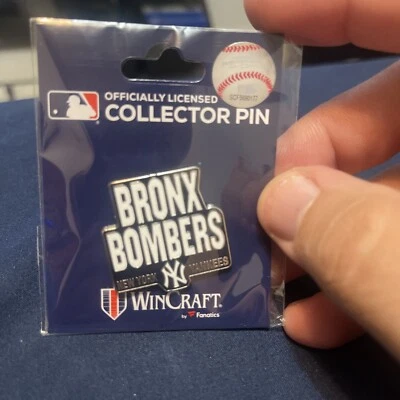 OFFICIALLY LICENSED
COLLECTOR PIN
BRONX
BOMBERS
NEW YORK NY YANKEES
WINCRAFT
by Fanatics